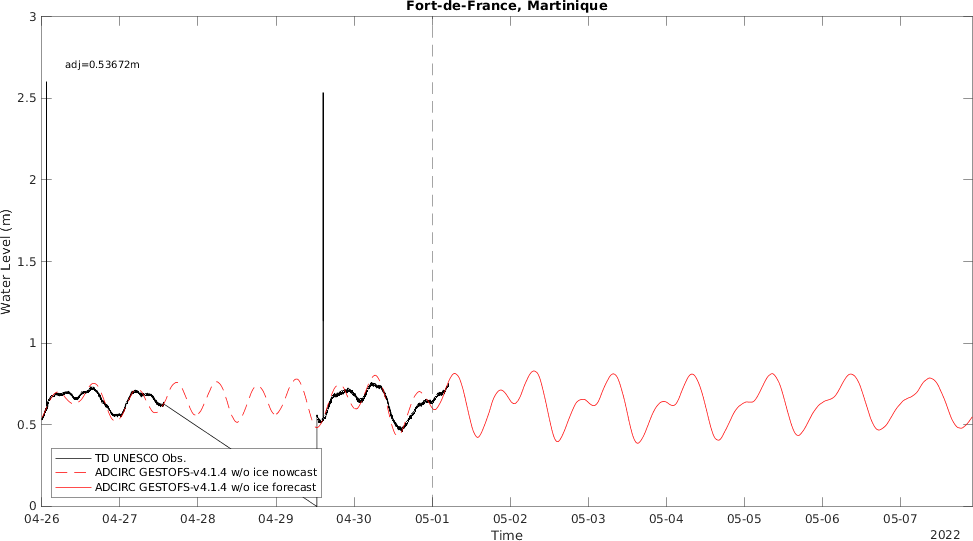 Fort-de-France, Martinique
3
adj=0.53672m
2.5
2
1.5
1
0.5
0
Water Level (m)
TD UNESCO Obs.
ADCIRC GESTOFS-v4.1.4 w/o ice nowcast
ADCIRC GESTOFS-v4.1.4 w/o ice forecast
04-26 04-27 04-28 04-29 04-30 05-01 05-02 05-03 05-04 05-05 05-06 05-07
Time
2022